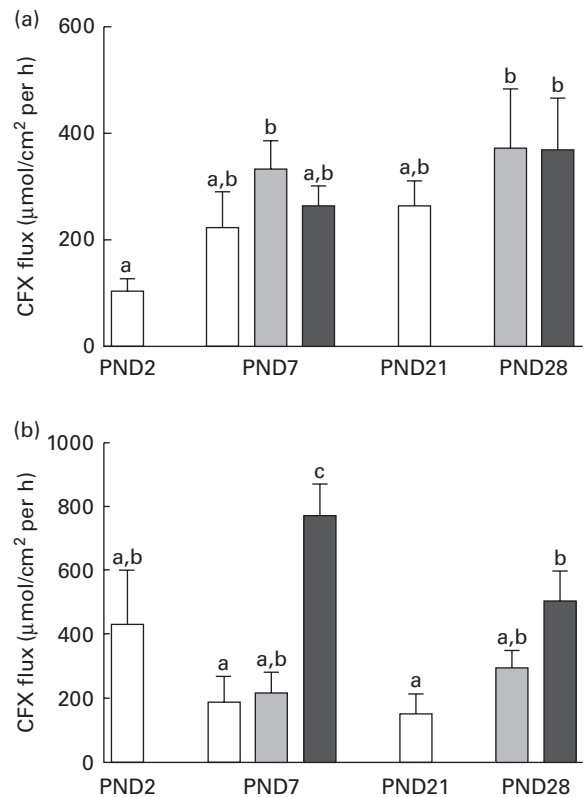 (a)
600
400
200
0
CFX flux (μmol/cm² per h)
a
a,b
b
a,b
a,b
b
b
PND2 PND7 PND21 PND28
(b)
1000
800
600
400
200
0
CFX flux (μmol/cm² per h)
a,b
a
a,b
c
a
a,b
b
PND2 PND7 PND21 PND28